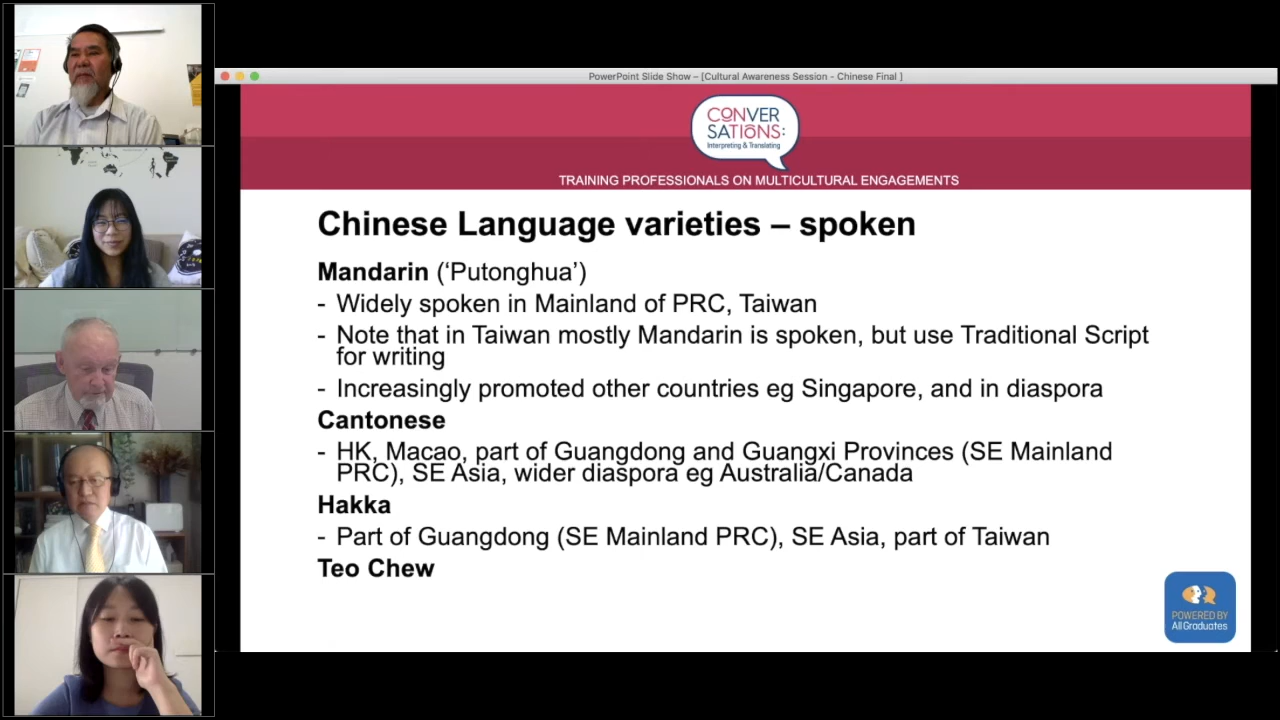 PowerPoint Slide Show – [Cultural Awareness Session - Chinese Final ]
CONVER
SATIONS:
Interpreting & Translating
TRAINING PROFESSIONALS ON MULTICULTURAL ENGAGEMENTS
Chinese Language varieties – spoken
Mandarin (‘Putonghua’)
- Widely spoken in Mainland of PRC, Taiwan
- Note that in Taiwan mostly Mandarin is spoken, but use Traditional Script
for writing
- Increasingly promoted other countries eg Singapore, and in diaspora
Cantonese
- HK, Macao, part of Guangdong and Guangxi Provinces (SE Mainland
PRC), SE Asia, wider diaspora eg Australia/Canada
Hakka
- Part of Guangdong (SE Mainland PRC), SE Asia, part of Taiwan
Teo Chew
POWERED BY
All Graduates